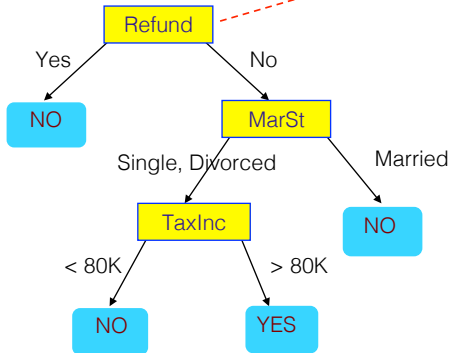 Refund
Yes
No
NO
MarSt
Single, Divorced
Married
TaxInc
NO
< 80K
> 80K
NO
YES